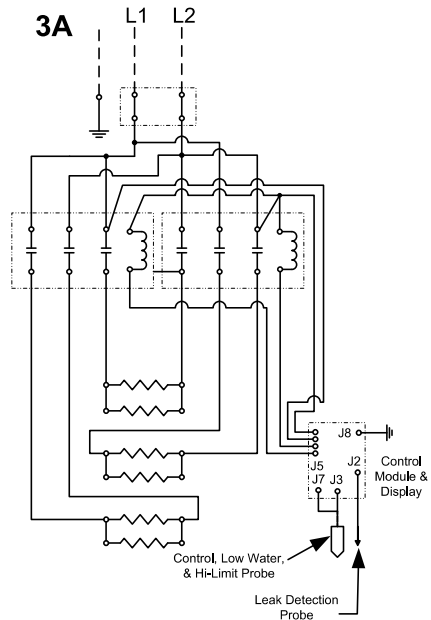 3A
L1 L2
J8
J5
J7
J3
J2
Control
Module &
Display
Control, Low Water,
& Hi-Limit Probe
Leak Detection
Probe